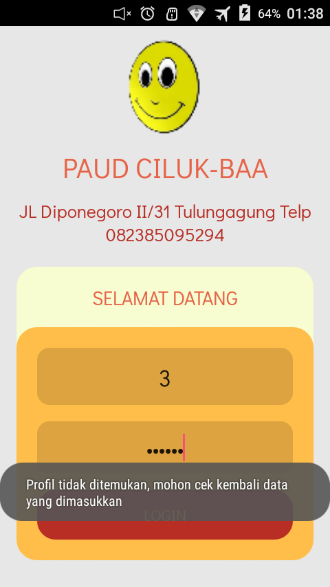 64% 01:38
PAUD CILUK-BAA
JL Diponegoro II/31 Tulungagung Telp
082385095294
SELAMAT DATANG
3
••••••
Profil tidak ditemukan, mohon cek kembali data
yang dimasukkan
LOGIN